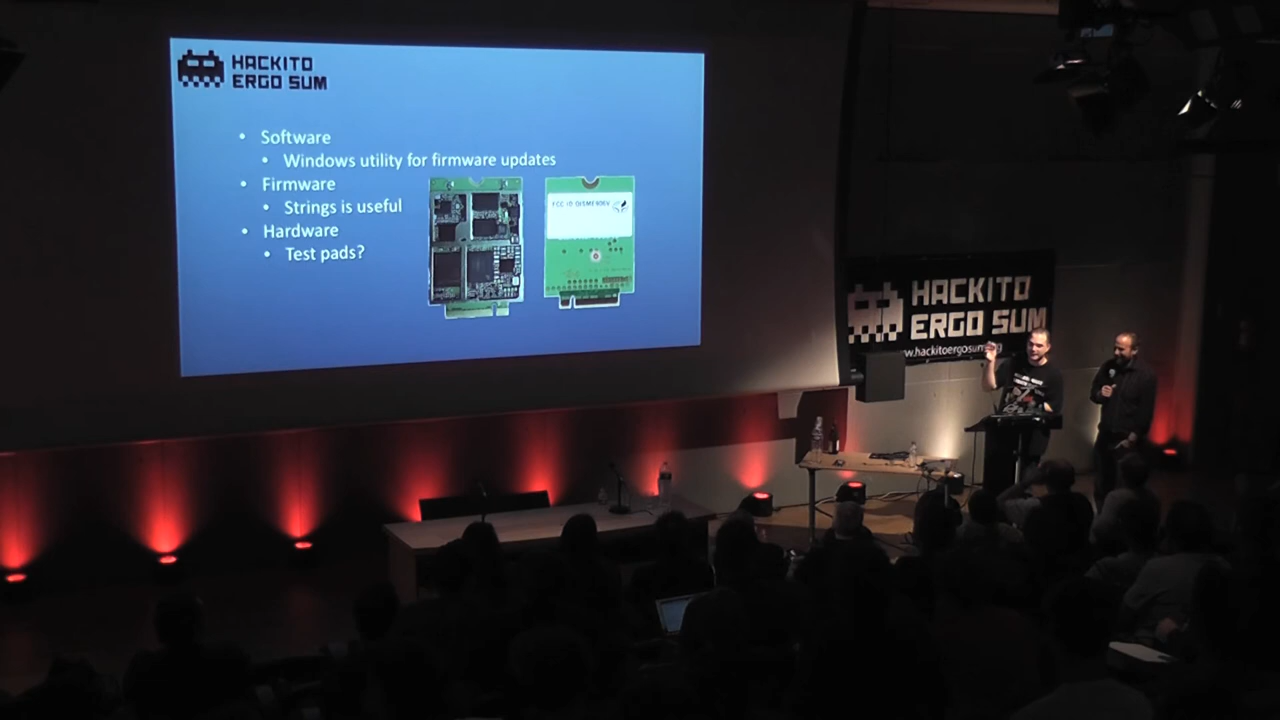 HACKITO
ERGO SUM
• Software
• Windows utility for firmware updates
• Firmware
• Strings is useful
• Hardware
• Test pads?
HACKITO
ERGO SUM